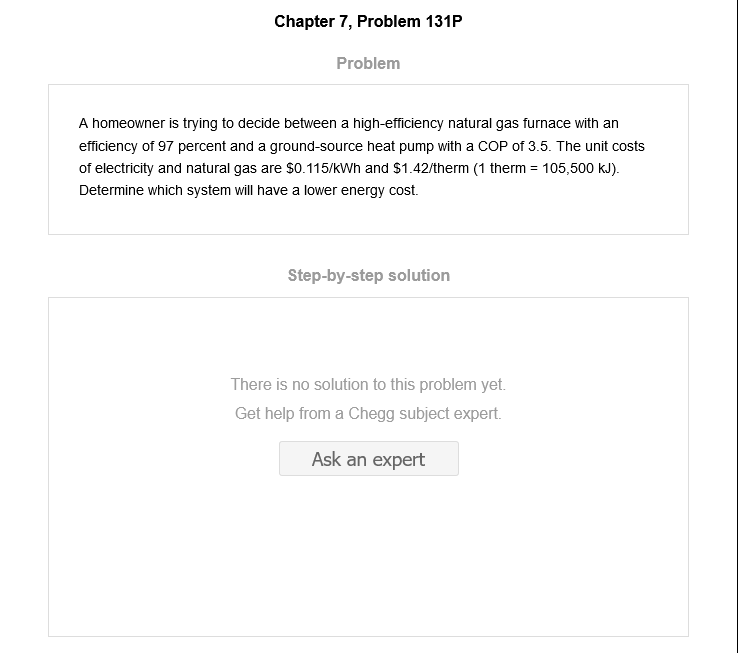 Chapter 7, Problem 131P
Problem
A homeowner is trying to decide between a high-efficiency natural gas furnace with an
efficiency of 97 percent and a ground-source heat pump with a COP of 3.5. The unit costs
of electricity and natural gas are $0.115/kWh and $1.42/therm (1 therm = 105,500 kJ).
Determine which system will have a lower energy cost.
Step-by-step solution
There is no solution to this problem yet.
Get help from a Chegg subject expert.
Ask an expert